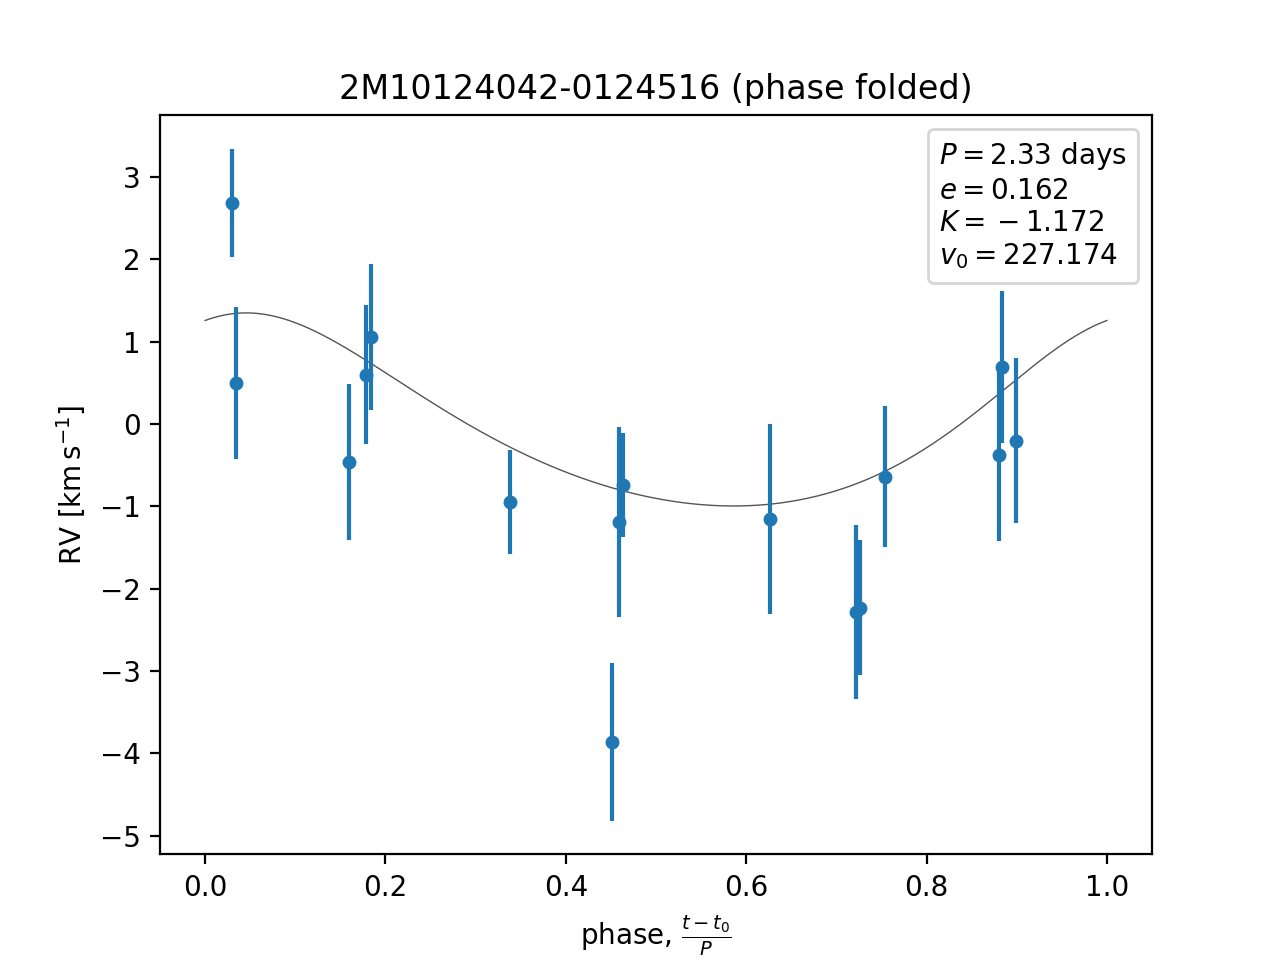 2M10124042-0124516 (phase folded)
P = 2.33 days
e = 0.162
K = −1.172
v₀ = 227.174
RV [km s⁻¹]
3
2
1
0
−1
−2
−3
−4
−5
0.0 0.2 0.4 0.6 0.8 1.0
phase, (t − t₀)/P